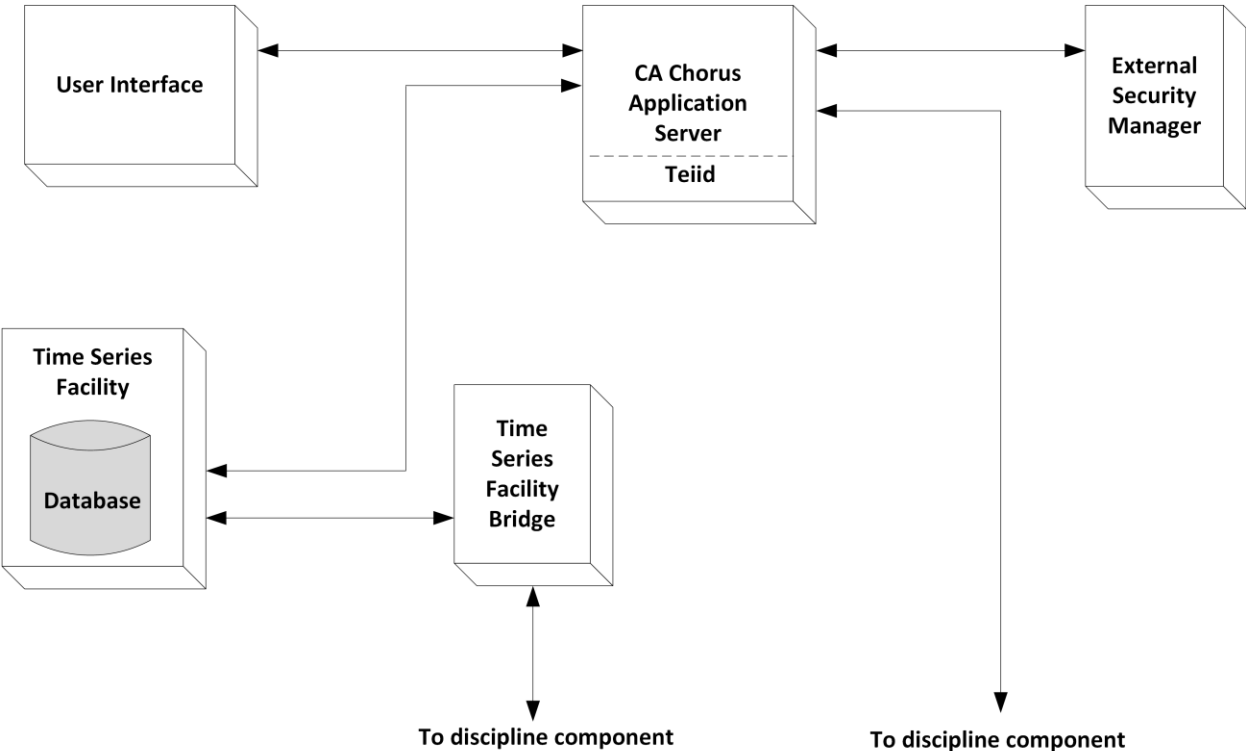 User Interface
CA Chorus
Application
Server
Teiid
External
Security
Manager
Time Series
Facility
Database
Time
Series
Facility
Bridge
To discipline component
To discipline component